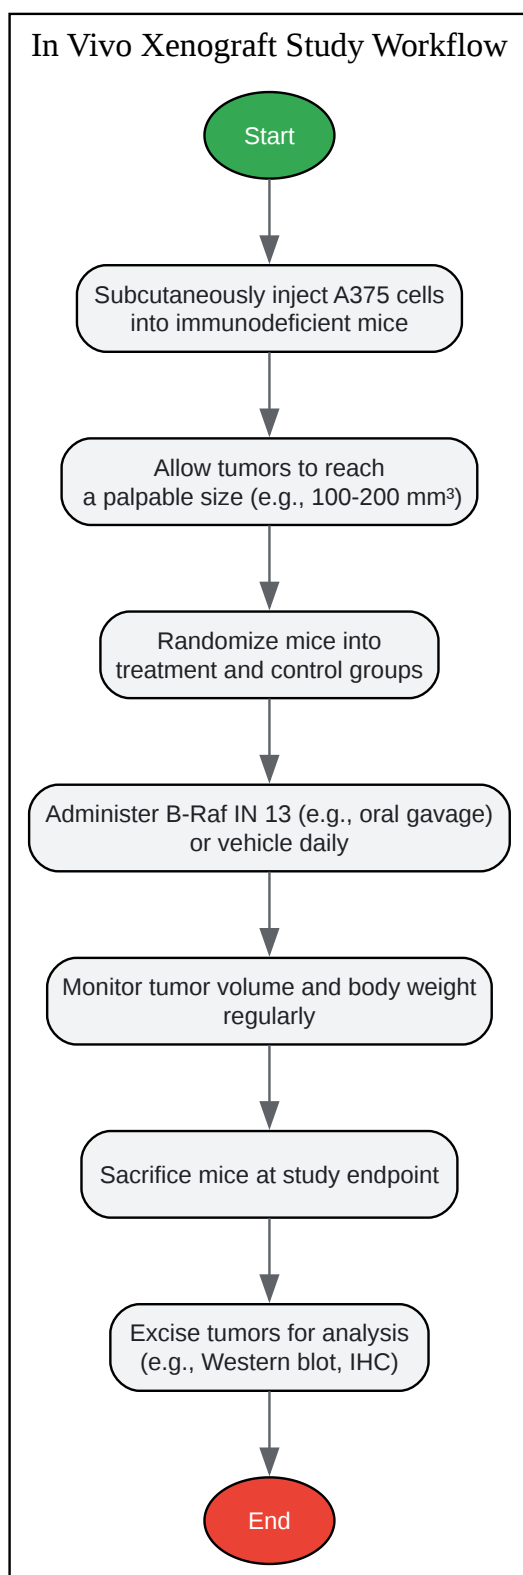 In Vivo Xenograft Study Workflow
Start
Subcutaneously inject A375 cells
into immunodeficient mice
Allow tumors to reach
a palpable size (e.g., 100-200 mm³)
Randomize mice into
treatment and control groups
Administer B-Raf IN 13 (e.g., oral gavage)
or vehicle daily
Monitor tumor volume and body weight
regularly
Sacrifice mice at study endpoint
Excise tumors for analysis
(e.g., Western blot, IHC)
End